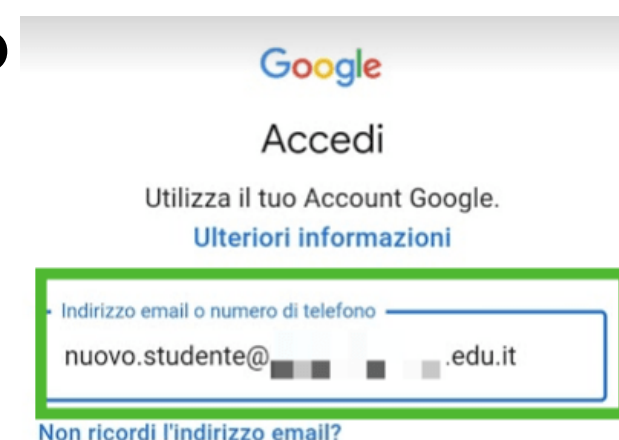 Google
Accedi
Utilizza il tuo Account Google.
Ulteriori informazioni
Indirizzo email o numero di telefono
nuovo.studente@ .edu.it
Non ricordi l'indirizzo email?